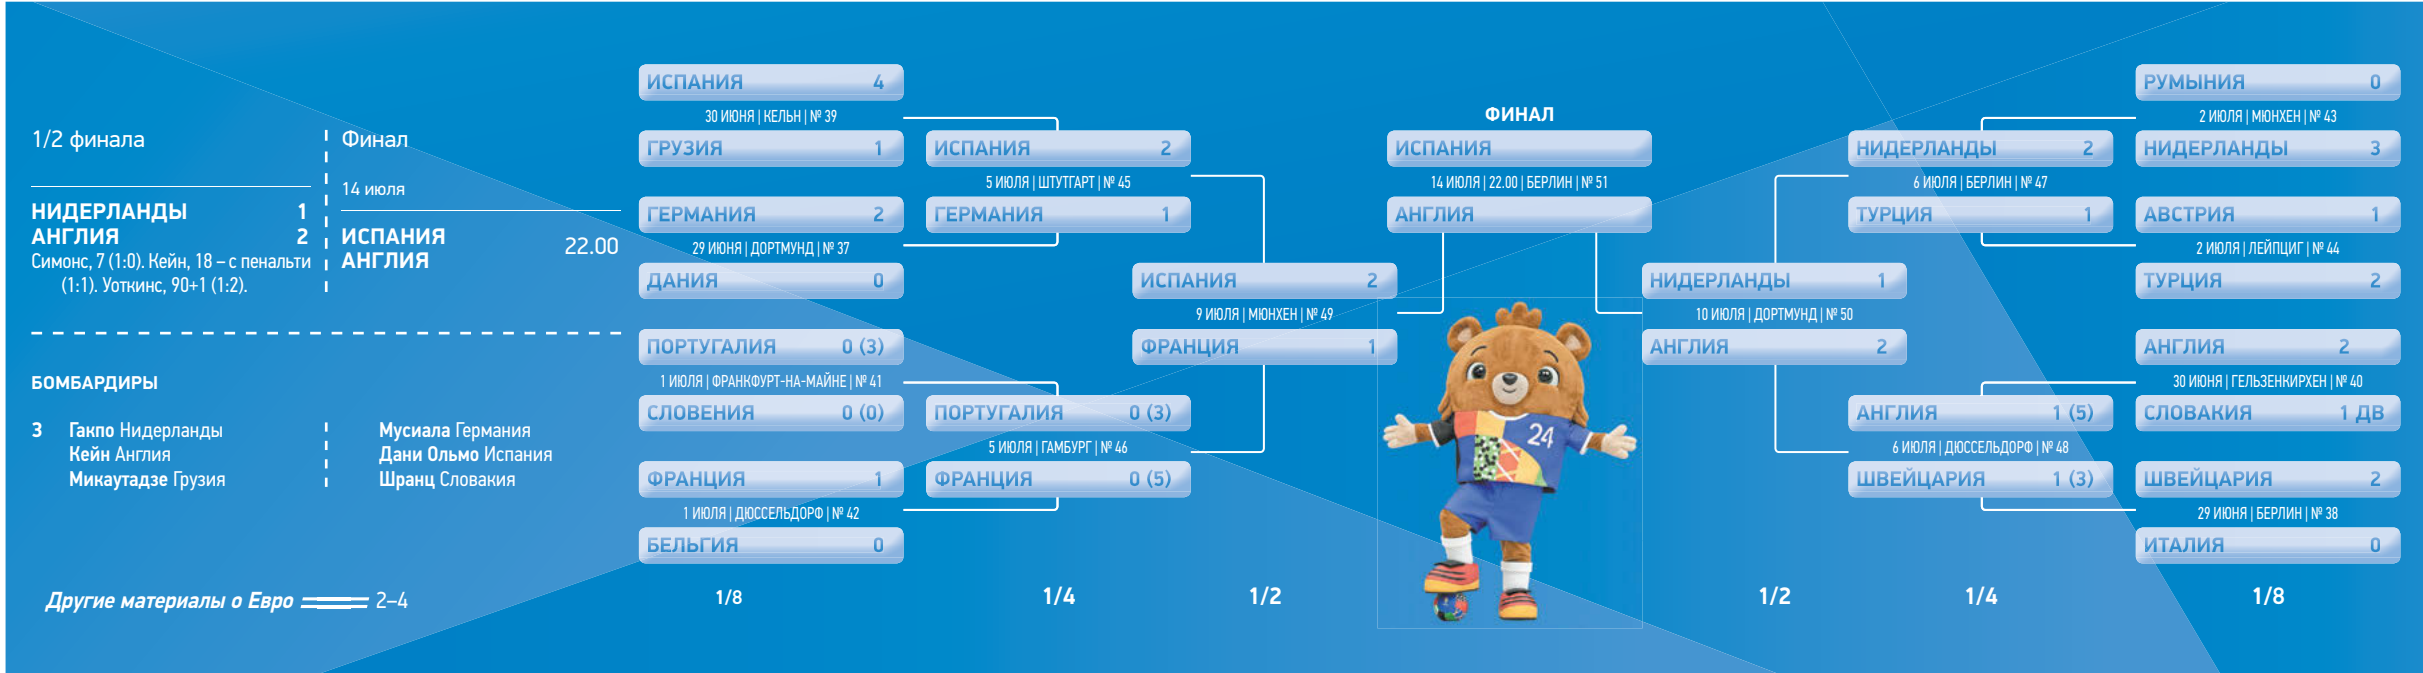 1/2 финала
НИДЕРЛАНДЫ 1
АНГЛИЯ 2
Симонс, 7 (1:0). Кейн, 18 – с пенальти
(1:1). Уоткинс, 90+1 (1:2).
Финал
14 июля
ИСПАНИЯ
АНГЛИЯ
22.00
БОМБАРДИРЫ
3 Гакпо Нидерланды
Кейн Англия
Микаутадзе Грузия
Мусиала Германия
Дани Ольмо Испания
Шранц Словакия
Другие материалы о Евро 2–4
ИСПАНИЯ 4
30 ИЮНЯ | КЕЛЬН | № 39
ГРУЗИЯ 1
ГЕРМАНИЯ 2
29 ИЮНЯ | ДОРТМУНД | № 37
ДАНИЯ 0
ПОРТУГАЛИЯ 0 (3)
1 ИЮЛЯ | ФРАНКФУРТ-НА-МАЙНЕ | № 41
СЛОВЕНИЯ 0 (0)
ФРАНЦИЯ 1
1 ИЮЛЯ | ДЮССЕЛЬДОРФ | № 42
БЕЛЬГИЯ 0
1/8
ИСПАНИЯ 2
5 ИЮЛЯ | ШТУТГАРТ | № 45
ГЕРМАНИЯ 1
ПОРТУГАЛИЯ 0 (3)
5 ИЮЛЯ | ГАМБУРГ | № 46
ФРАНЦИЯ 0 (5)
1/4
ИСПАНИЯ 2
9 ИЮЛЯ | МЮНХЕН | № 49
ФРАНЦИЯ 1
1/2
ФИНАЛ
ИСПАНИЯ
14 ИЮЛЯ | 22.00 | БЕРЛИН | № 51
АНГЛИЯ
24
НИДЕРЛАНДЫ 1
10 ИЮЛЯ | ДОРТМУНД | № 50
АНГЛИЯ 2
1/2
НИДЕРЛАНДЫ 2
6 ИЮЛЯ | БЕРЛИН | № 47
ТУРЦИЯ 1
АНГЛИЯ 1 (5)
6 ИЮЛЯ | ДЮССЕЛЬДОРФ | № 48
ШВЕЙЦАРИЯ 1 (3)
1/4
РУМЫНИЯ 0
2 ИЮЛЯ | МЮНХЕН | № 43
НИДЕРЛАНДЫ 3
АВСТРИЯ 1
2 ИЮЛЯ | ЛЕЙПЦИГ | № 44
ТУРЦИЯ 2
АНГЛИЯ 2
30 ИЮНЯ | ГЕЛЬЗЕНКИРХЕН | № 40
СЛОВАКИЯ 1 ДВ
ШВЕЙЦАРИЯ 2
29 ИЮНЯ | БЕРЛИН | № 38
ИТАЛИЯ 0
1/8